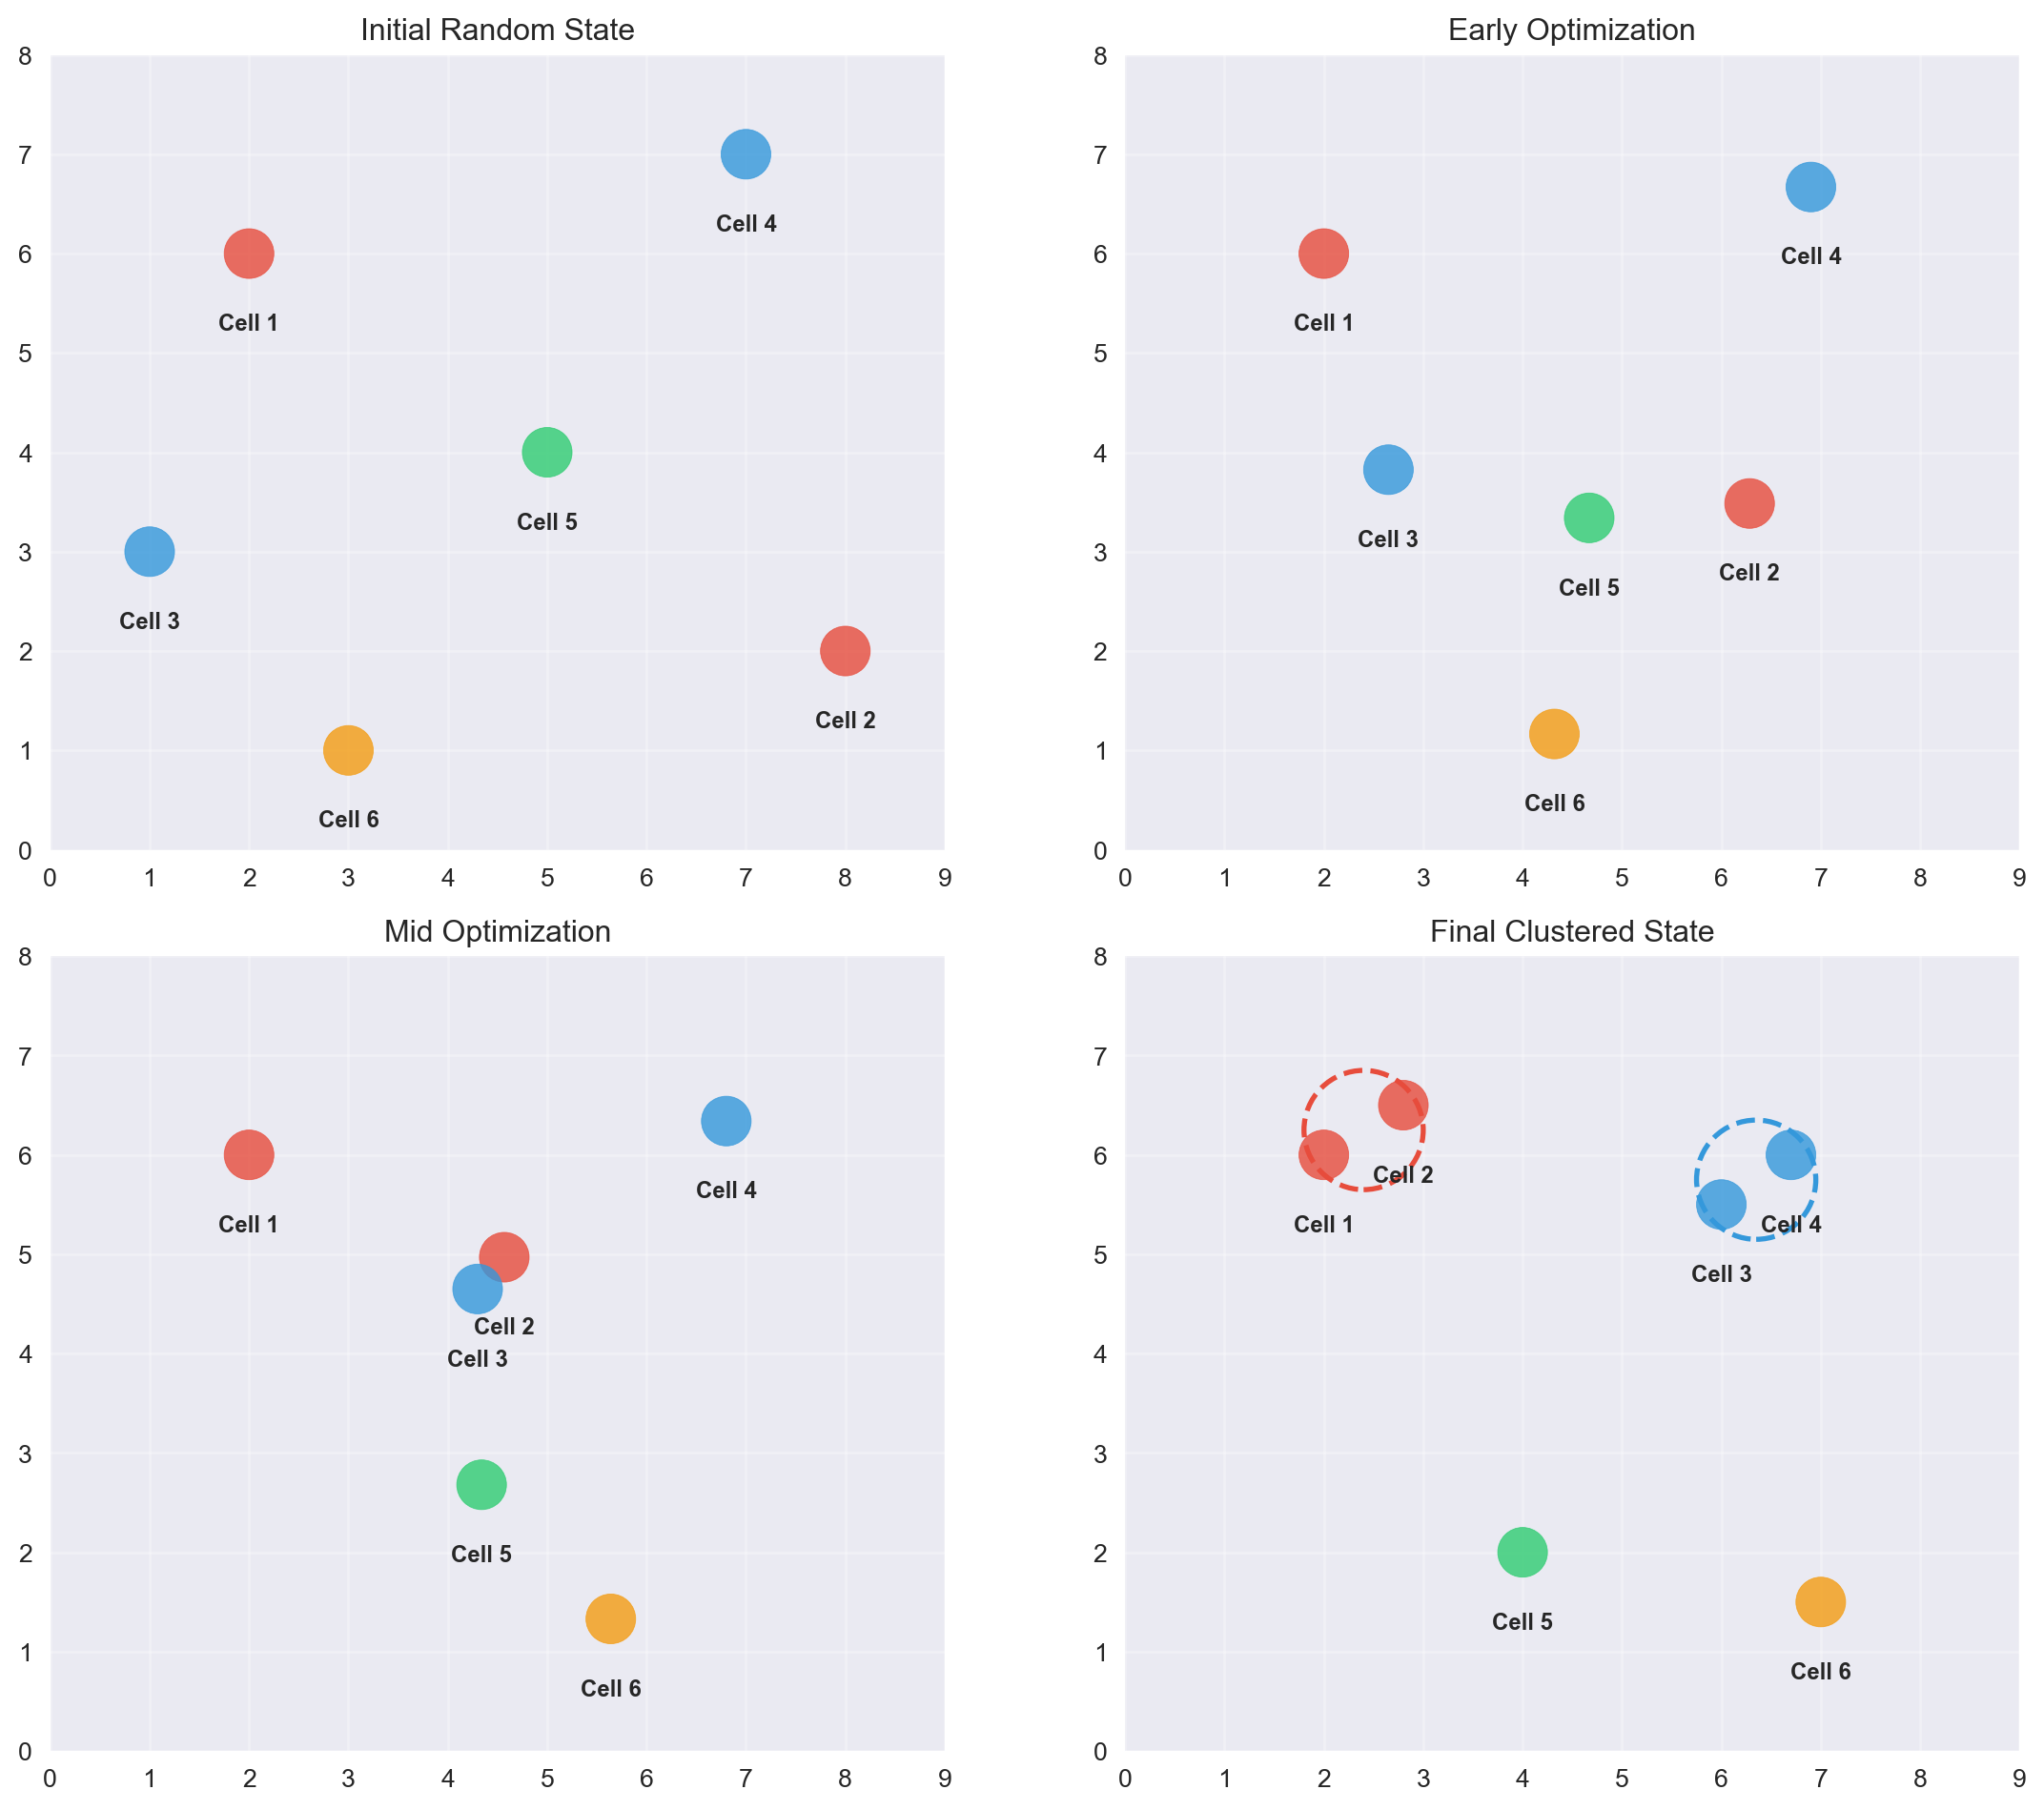 Initial Random State
8
7
6
5
4
3
2
1
0
Cell 4
Cell 1
Cell 5
Cell 3
Cell 2
Cell 6
0 1 2 3 4 5 6 7 8 9
Early Optimization
8
7
6
5
4
3
2
1
0
Cell 4
Cell 1
Cell 3
Cell 2
Cell 5
Cell 6
0 1 2 3 4 5 6 7 8 9
Mid Optimization
8
7
6
5
4
3
2
1
0
Cell 4
Cell 1
Cell 2
Cell 3
Cell 5
Cell 6
0 1 2 3 4 5 6 7 8 9
Final Clustered State
8
7
6
5
4
3
2
1
0
Cell 2
Cell 1
Cell 4
Cell 3
Cell 5
Cell 6
0 1 2 3 4 5 6 7 8 9